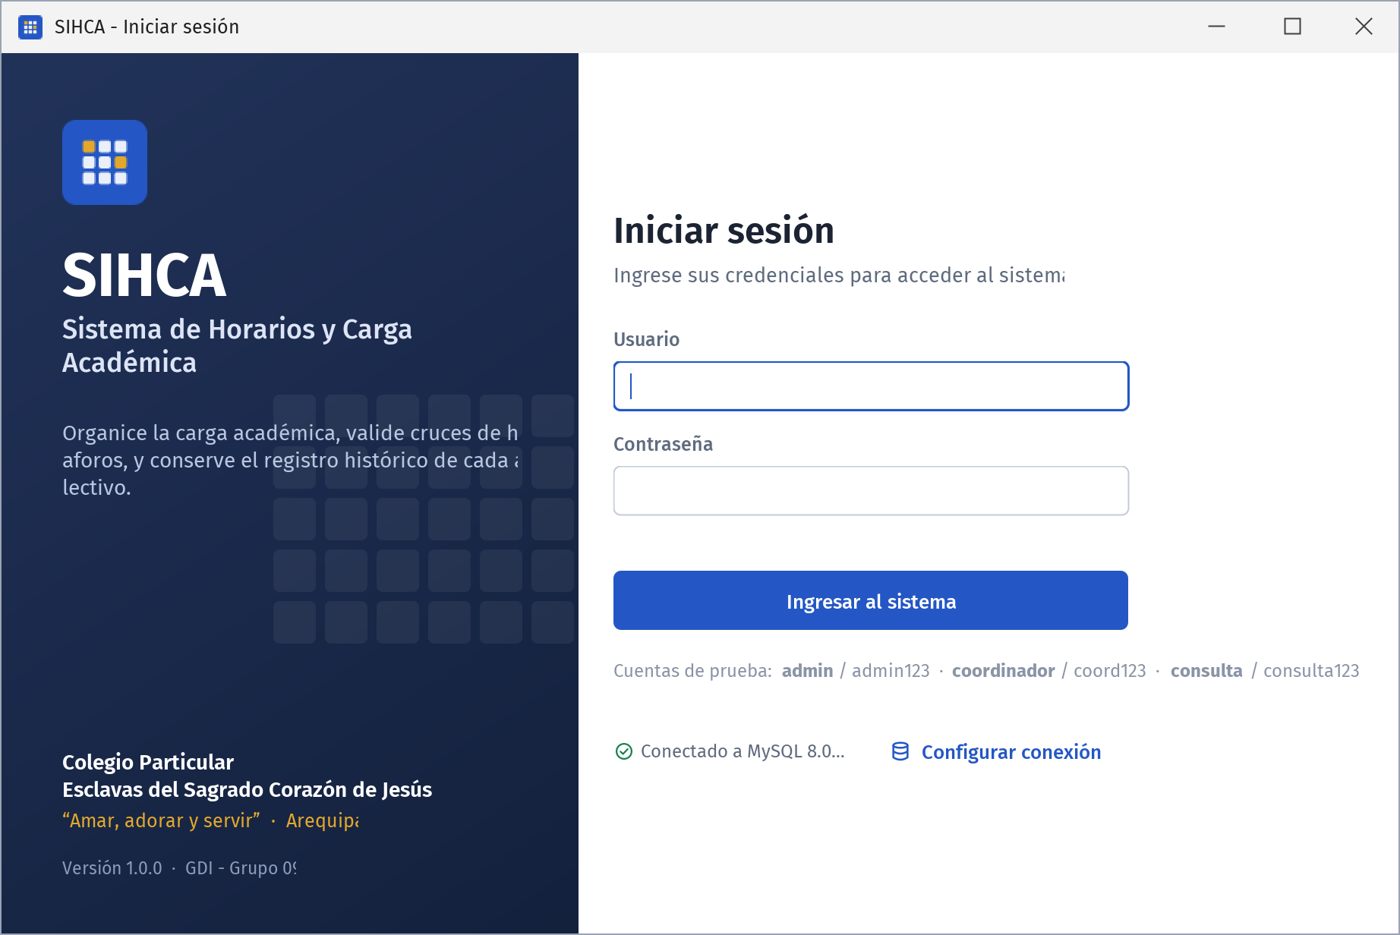 SIHCA - Iniciar sesión
SIHCA
Sistema de Horarios y Carga
Académica
Organice la carga académica, valide cruces de h
aforos, y conserve el registro histórico de cada
lectivo.
Colegio Particular
Esclavas del Sagrado Corazón de Jesús
“Amar, adorar y servir” · Arequipa
Versión 1.0.0 · GDI - Grupo 09
Iniciar sesión
Ingrese sus credenciales para acceder al sistema
Usuario
Contraseña
Ingresar al sistema
Cuentas de prueba: admin / admin123 · coordinador / coord123 · consulta / consulta123
Conectado a MySQL 8.0... Configurar conexión